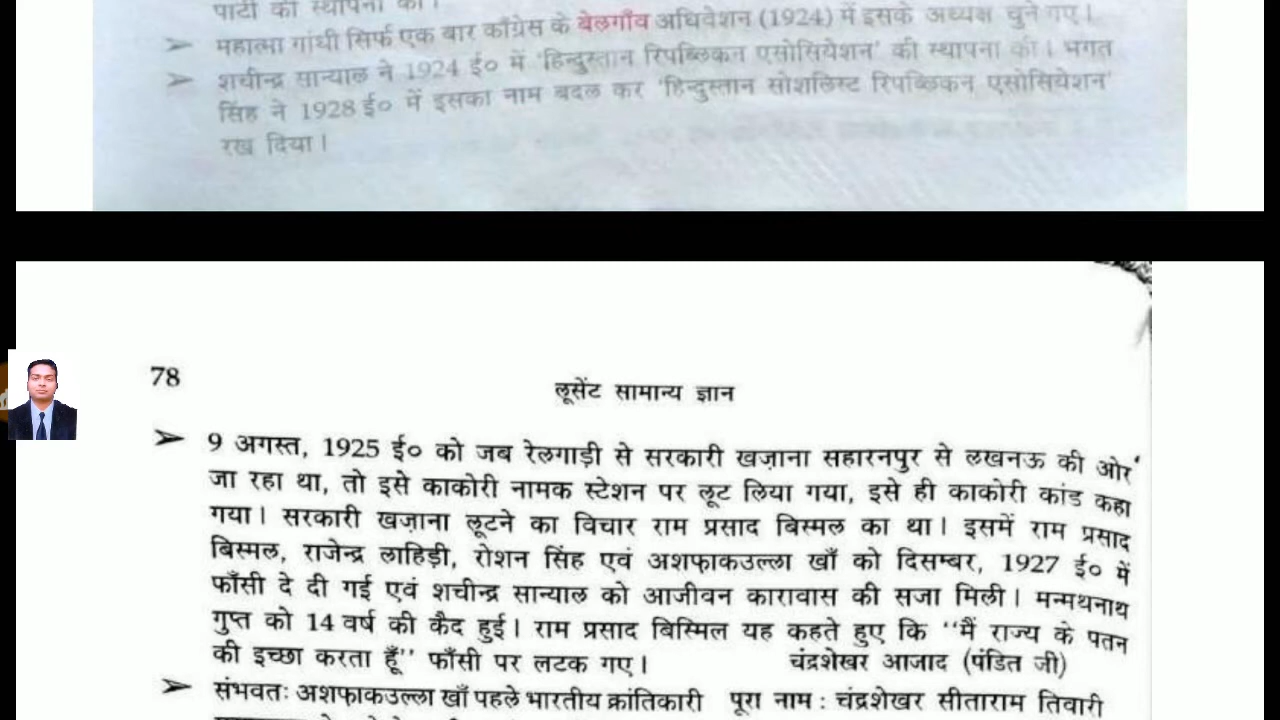 पार्टी की स्थापना की।
➢ महात्मा गांधी सिर्फ एक बार काँग्रेस के बेलगाँव अधिवेशन (1924) में इसके अध्यक्ष चुने गए।
➢ शचीन्द्र सान्याल ने 1924 ई० में ‘हिन्दुस्तान रिपब्लिकन एसोसियेशन’ की स्थापना की। भगत
सिंह ने 1928 ई० में इसका नाम बदल कर ‘हिन्दुस्तान सोशलिस्ट रिपब्लिकन एसोसियेशन’
रख दिया।
78
लूसेंट सामान्य ज्ञान
➢ 9 अगस्त, 1925 ई० को जब रेलगाड़ी से सरकारी खज़ाना सहारनपुर से लखनऊ की ओर
जा रहा था, तो इसे काकोरी नामक स्टेशन पर लूट लिया गया, इसे ही काकोरी कांड कहा
गया। सरकारी खज़ाना लूटने का विचार राम प्रसाद बिस्मल का था। इसमें राम प्रसाद
बिस्मल, राजेन्द्र लाहिड़ी, रोशन सिंह एवं अशफ़ाकउल्ला खाँ को दिसम्बर, 1927 ई० में
फाँसी दे दी गई एवं शचीन्द्र सान्याल को आजीवन कारावास की सजा मिली। मन्मथनाथ
गुप्त को 14 वर्ष की कैद हुई। राम प्रसाद बिस्मिल यह कहते हुए कि ‘‘मैं राज्य के पतन
की इच्छा करता हूँ’’ फाँसी पर लटक गए।
चंद्रशेखर आजाद (पंडित जी)
➢ संभवतः अशफ़ाकउल्ला खाँ पहले भारतीय क्रांतिकारी
पूरा नाम : चंद्रशेखर सीताराम तिवारी